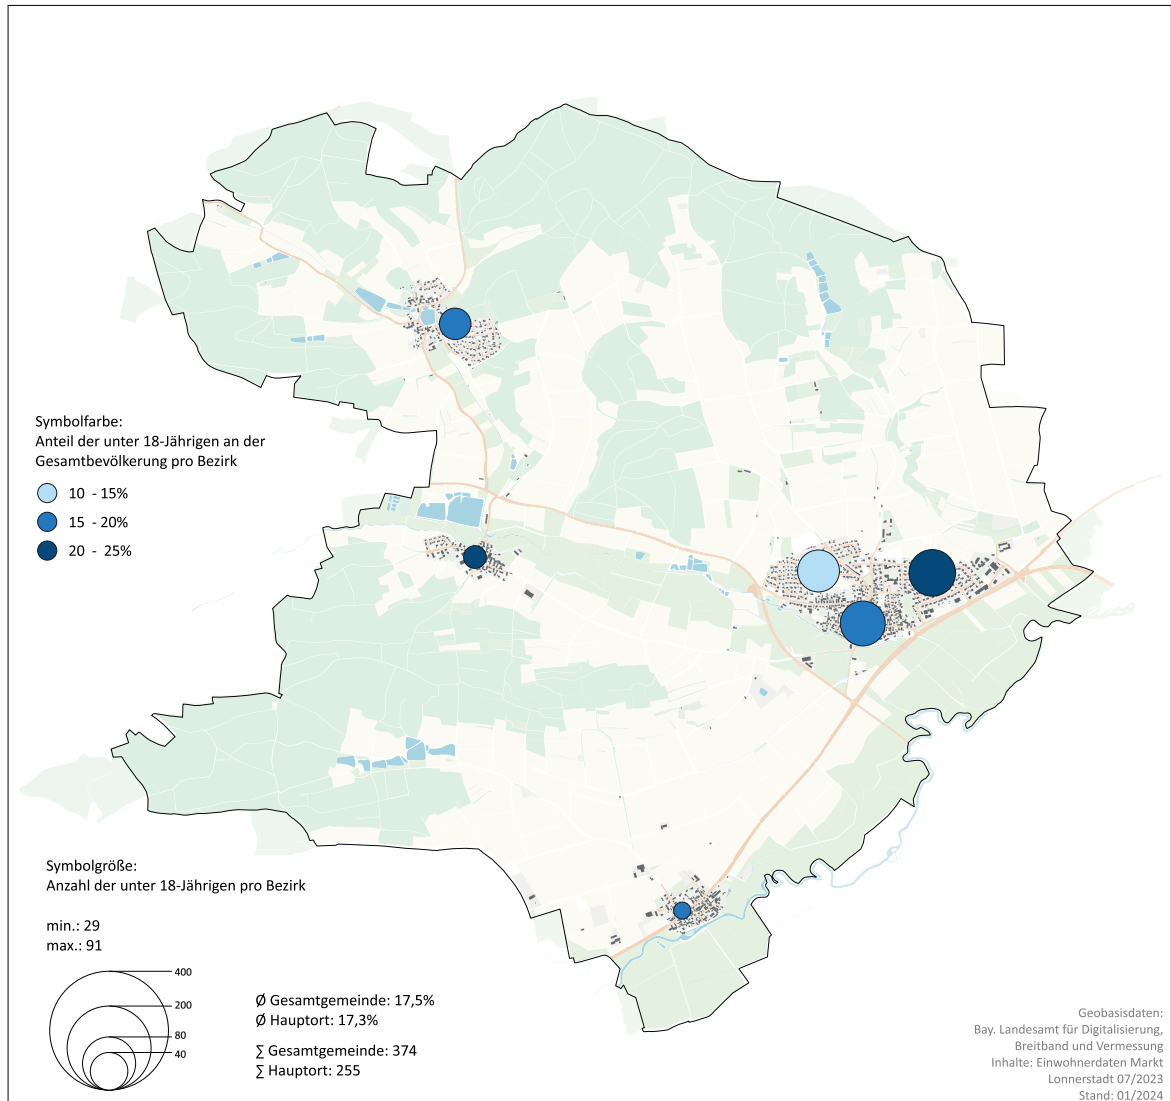 Symbolfarbe:
Anteil der unter 18-Jährigen an der
Gesamtbevölkerung pro Bezirk
10 - 15%
15 - 20%
20 - 25%
Symbolgröße:
Anzahl der unter 18-Jährigen pro Bezirk
min.: 29
max.: 91
400
200
80
40
Ø Gesamtgemeinde: 17,5%
Ø Hauptort: 17,3%
∑ Gesamtgemeinde: 374
∑ Hauptort: 255
Geobasisdaten:
Bay. Landesamt für Digitalisierung,
Breitband und Vermessung
Inhalte: Einwohnerdaten Markt
Lonnerstadt 07/2023
Stand: 01/2024